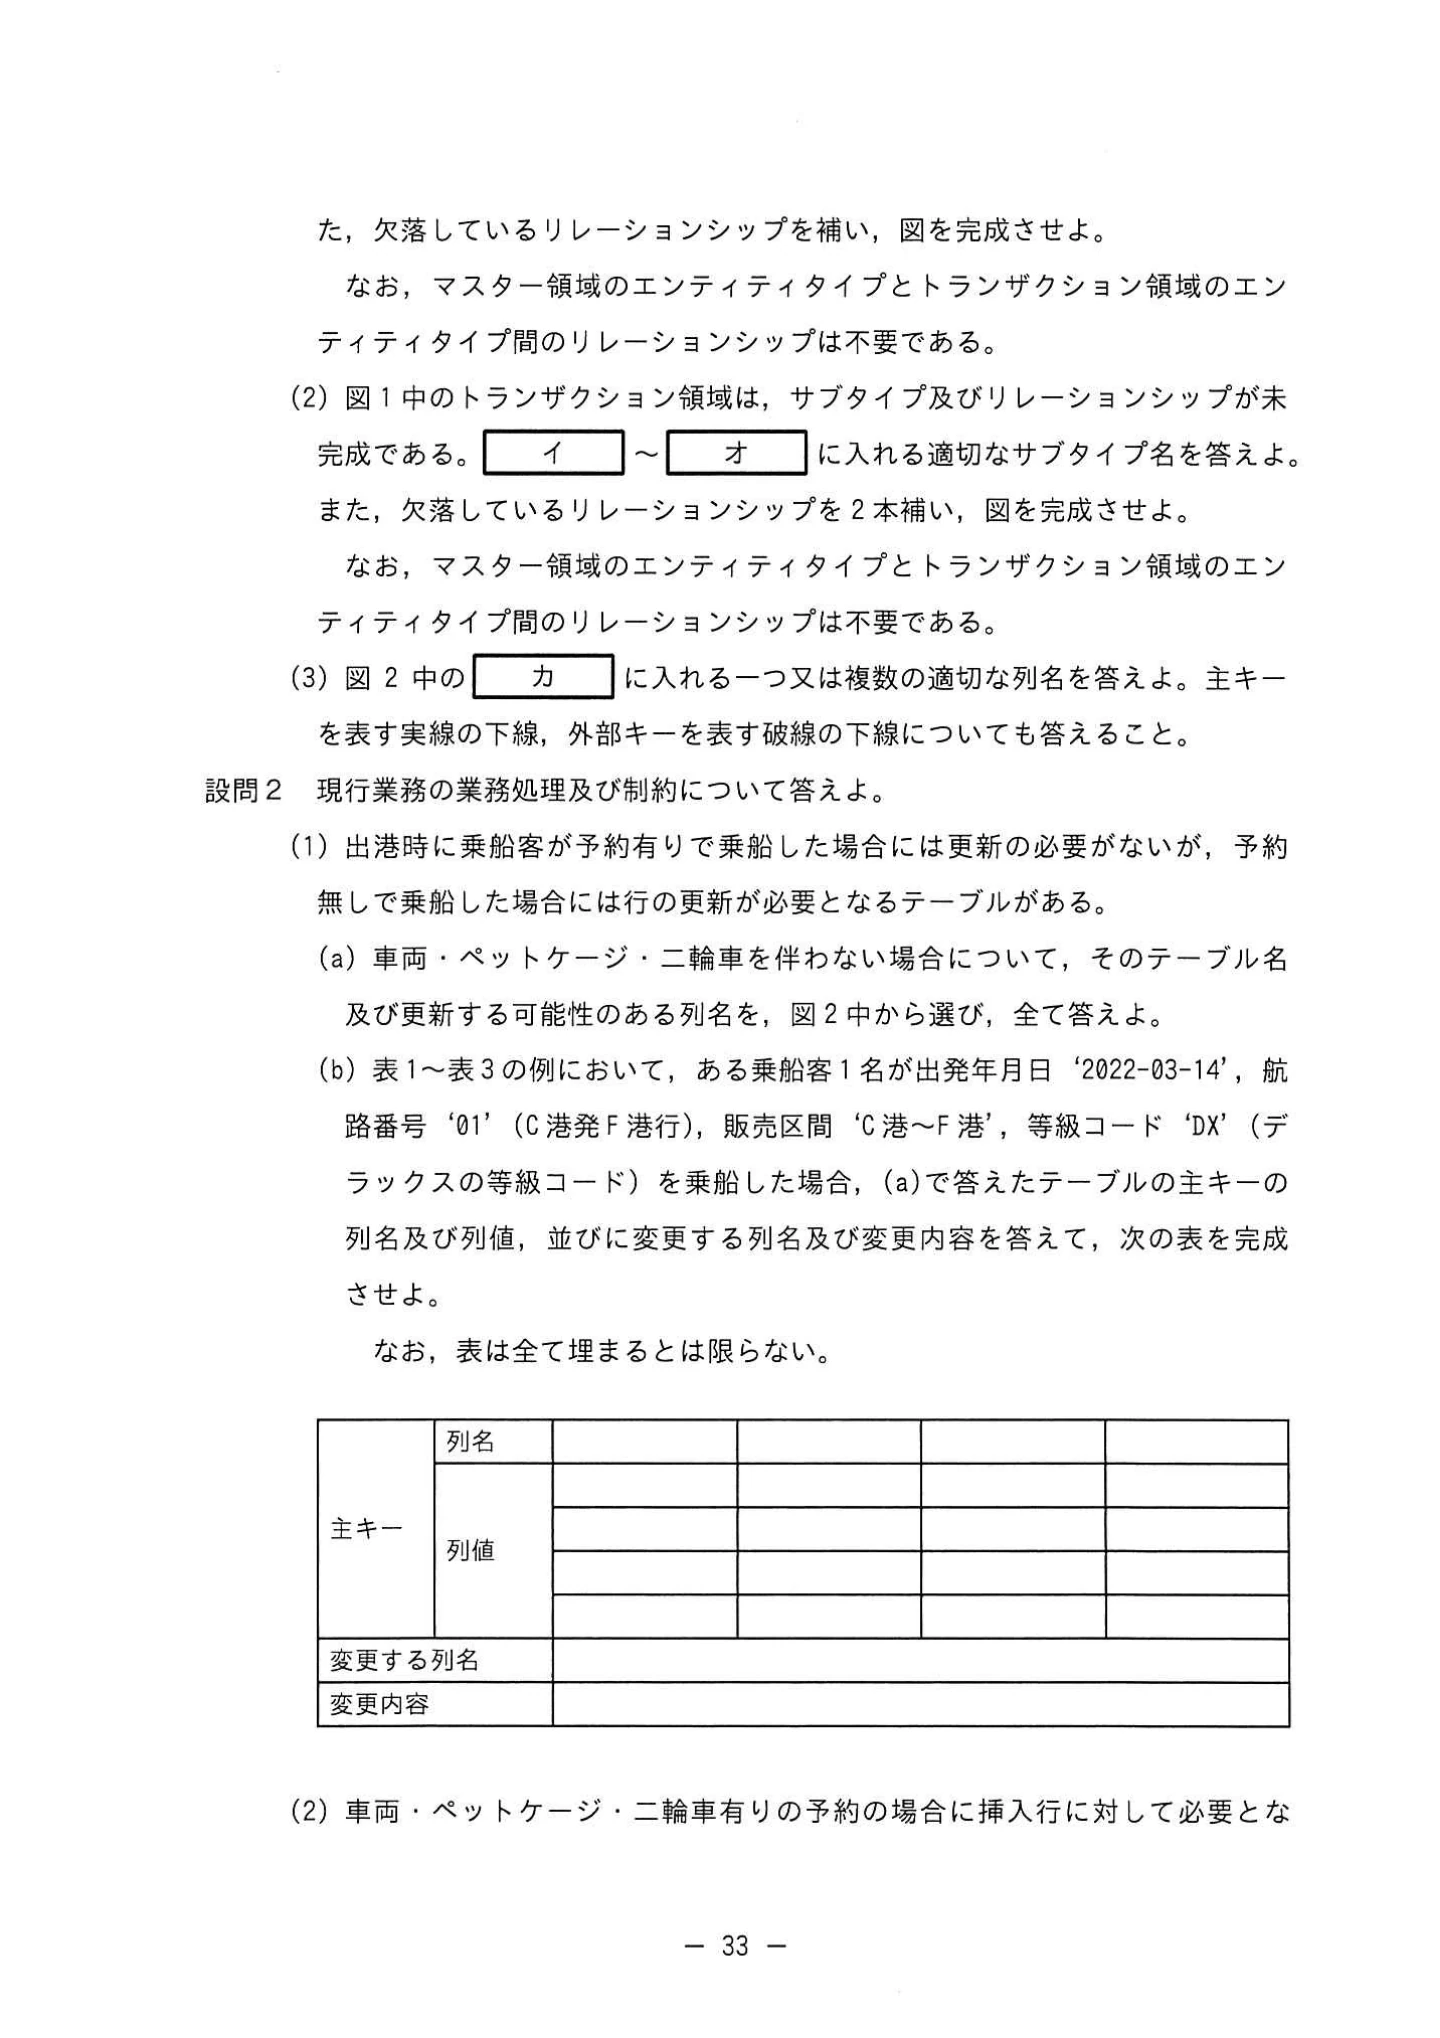 た，欠落しているリレーションシップを補い，図を完成させよ。
なお，マスター領域のエンティティタイプとトランザクション領域のエン
ティティタイプ間のリレーションシップは不要である。
(2) 図1中のトランザクション領域は，サブタイプ及びリレーションシップが未
完成である。 イ ～ オ に入れる適切なサブタイプ名を答えよ。
また，欠落しているリレーションシップを2本補い，図を完成させよ。
なお，マスター領域のエンティティタイプとトランザクション領域のエン
ティティタイプ間のリレーションシップは不要である。
(3) 図2中の カ に入れる一つ又は複数の適切な列名を答えよ。主キー
を表す実線の下線，外部キーを表す破線の下線についても答えること。
設問2 現行業務の業務処理及び制約について答えよ。
(1) 出港時に乗船客が予約有りで乗船した場合には更新の必要がないが，予約
無しで乗船した場合には行の更新が必要となるテーブルがある。
(a) 車両・ペットケージ・二輪車を伴わない場合について，そのテーブル名
及び更新する可能性のある列名を，図2中から選び，全て答えよ。
(b) 表1～表3の例において，ある乗船客1名が出発年月日 ‘2022-03-14’，航
路番号 ‘01’（C港発F港行），販売区間 ‘C港～F港’，等級コード ‘DX’（デ
ラックスの等級コード）を乗船した場合，(a)で答えたテーブルの主キーの
列名及び列値，並びに変更する列名及び変更内容を答えて，次の表を完成
させよ。
なお，表は全て埋まるとは限らない。
列名
主キー
列値
変更する列名
変更内容
(2) 車両・ペットケージ・二輪車有りの予約の場合に挿入行に対して必要とな
－ 33 －